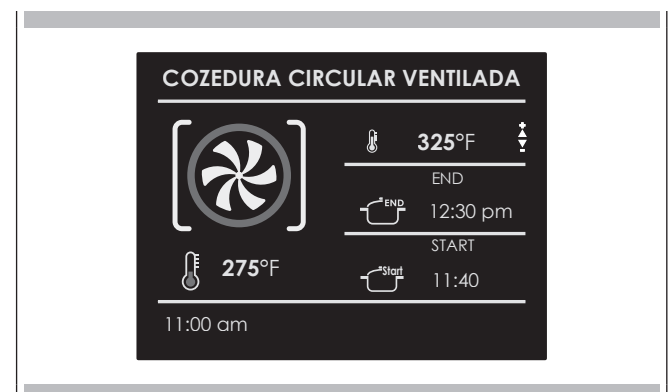 COZEDURA CIRCULAR VENTILADA
325°F
END
END
12:30 pm
START
275°F
Start
11:40
11:00 am